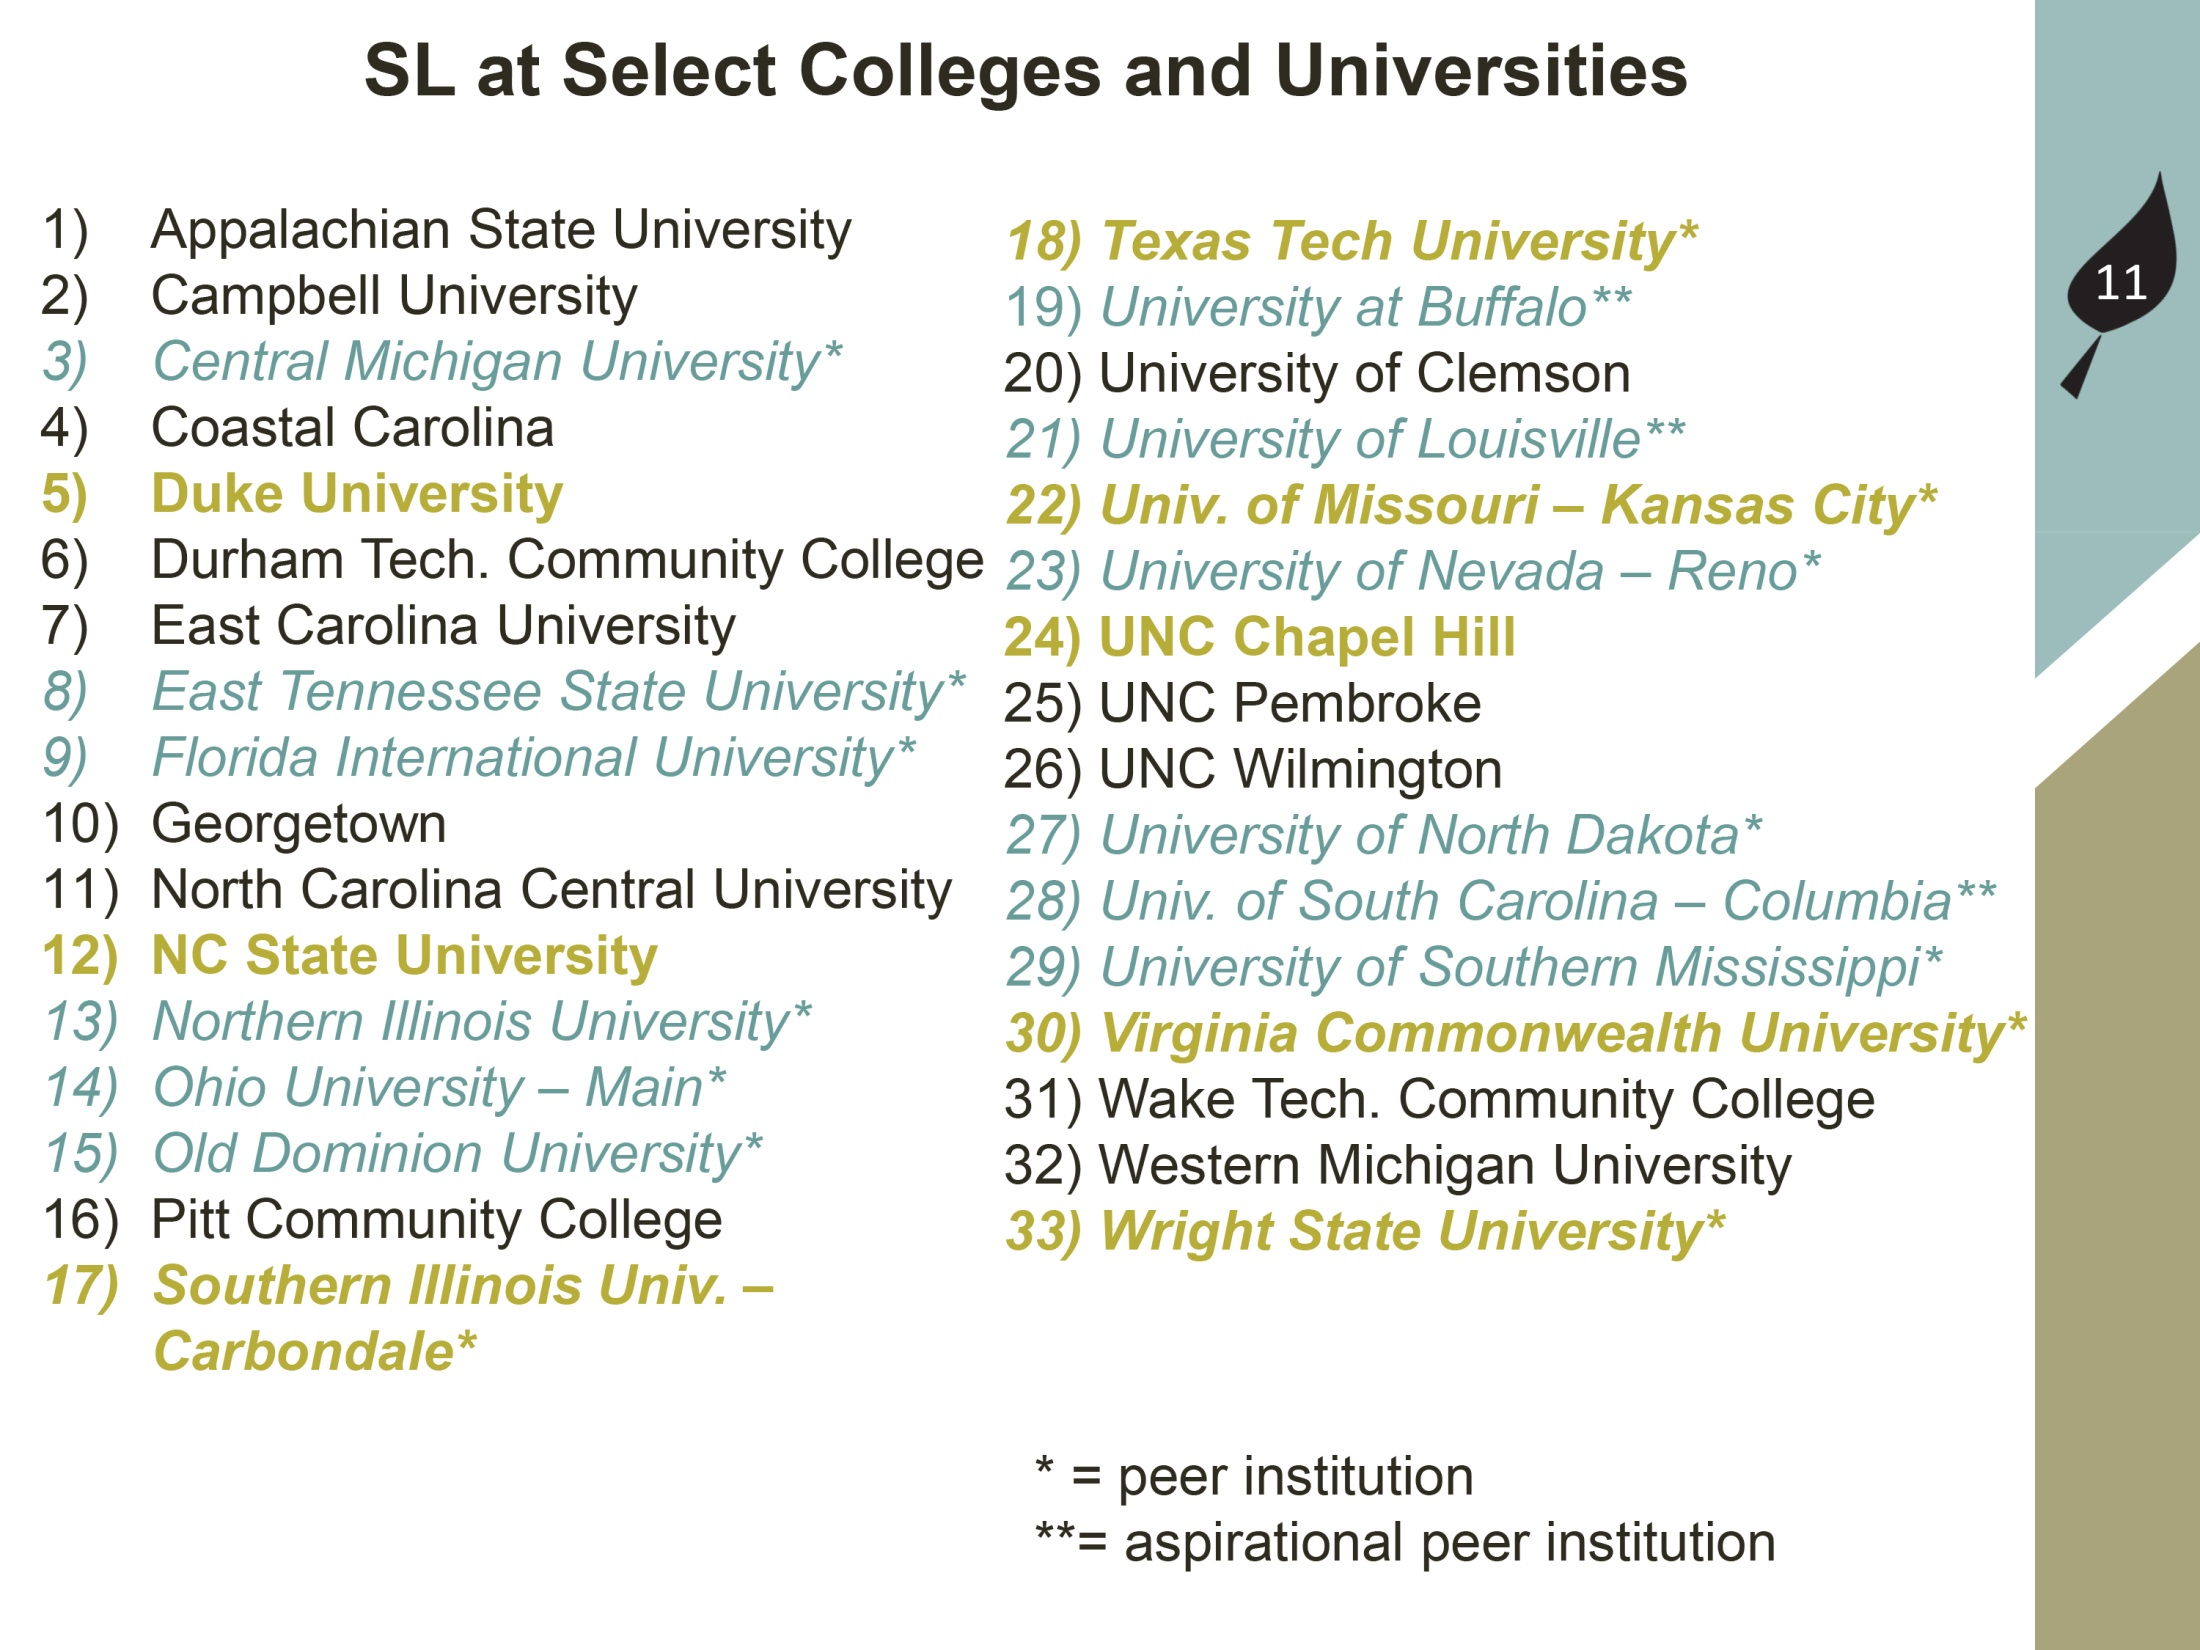 SL at Select Colleges and Universities
1) Appalachian State University
2) Campbell University
3) Central Michigan University*
4) Coastal Carolina
5) Duke University
6) Durham Tech. Community College
7) East Carolina University
8) East Tennessee State University*
9) Florida International University*
10) Georgetown
11) North Carolina Central University
12) NC State University
13) Northern Illinois University*
14) Ohio University – Main*
15) Old Dominion University*
16) Pitt Community College
17) Southern Illinois Univ. –
Carbondale*
18) Texas Tech University*
19) University at Buffalo**
20) University of Clemson
21) University of Louisville**
22) Univ. of Missouri – Kansas City*
23) University of Nevada – Reno*
24) UNC Chapel Hill
25) UNC Pembroke
26) UNC Wilmington
27) University of North Dakota*
28) Univ. of South Carolina – Columbia**
29) University of Southern Mississippi*
30) Virginia Commonwealth University*
31) Wake Tech. Community College
32) Western Michigan University
33) Wright State University*
* = peer institution
**= aspirational peer institution
11